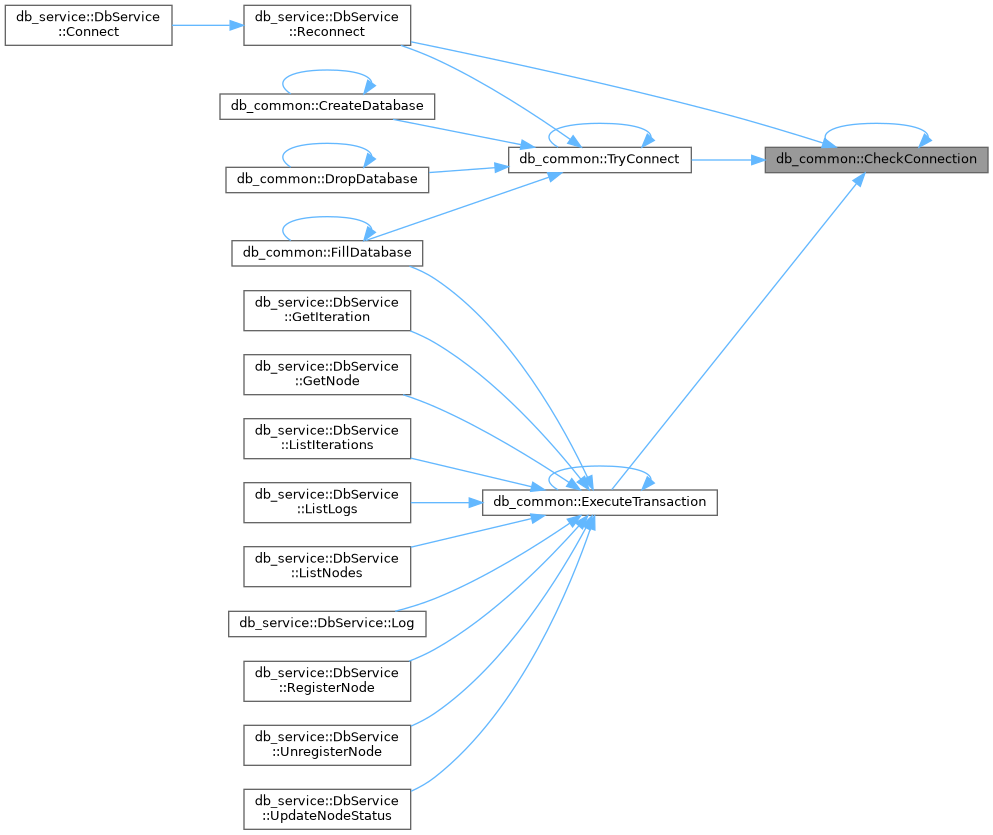 db_service::DbService
::Connect
db_service::DbService
::Reconnect
db_common::CreateDatabase
db_common::TryConnect
db_common::CheckConnection
db_common::DropDatabase
db_common::FillDatabase
db_service::DbService
::GetIteration
db_service::DbService
::GetNode
db_service::DbService
::ListIterations
db_service::DbService
::ListLogs
db_common::ExecuteTransaction
db_service::DbService
::ListNodes
db_service::DbService::Log
db_service::DbService
::RegisterNode
db_service::DbService
::UnregisterNode
db_service::DbService
::UpdateNodeStatus